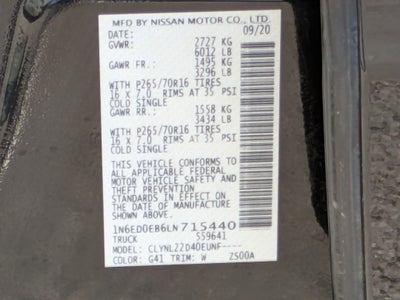 MFD BY NISSAN MOTOR CO., LTD.
DATE: 09/20
GVWR: 2727 KG
6012 LB
GAWR FR.: 1495 KG
3296 LB
WITH P265/70R16 TIRES
16 X 7.0 RIMS AT 35 PSI
COLD SINGLE
GAWR RR.: 1558 KG
3434 LB
WITH P265/70R16 TIRES
16 X 7.0 RIMS AT 35 PSI
COLD SINGLE
THIS VEHICLE CONFORMS TO
ALL APPLICABLE FEDERAL
MOTOR VEHICLE SAFETY AND
THEFT PREVENTION
STANDARDS IN EFFECT ON
THE DATE OF MANUFACTURE
SHOWN ABOVE.
1N6ED0EB6LN715440
TRUCK 559641
MODEL: CLYNLZZD40EUNF----
COLOR: G41 TRIM: W Z500A